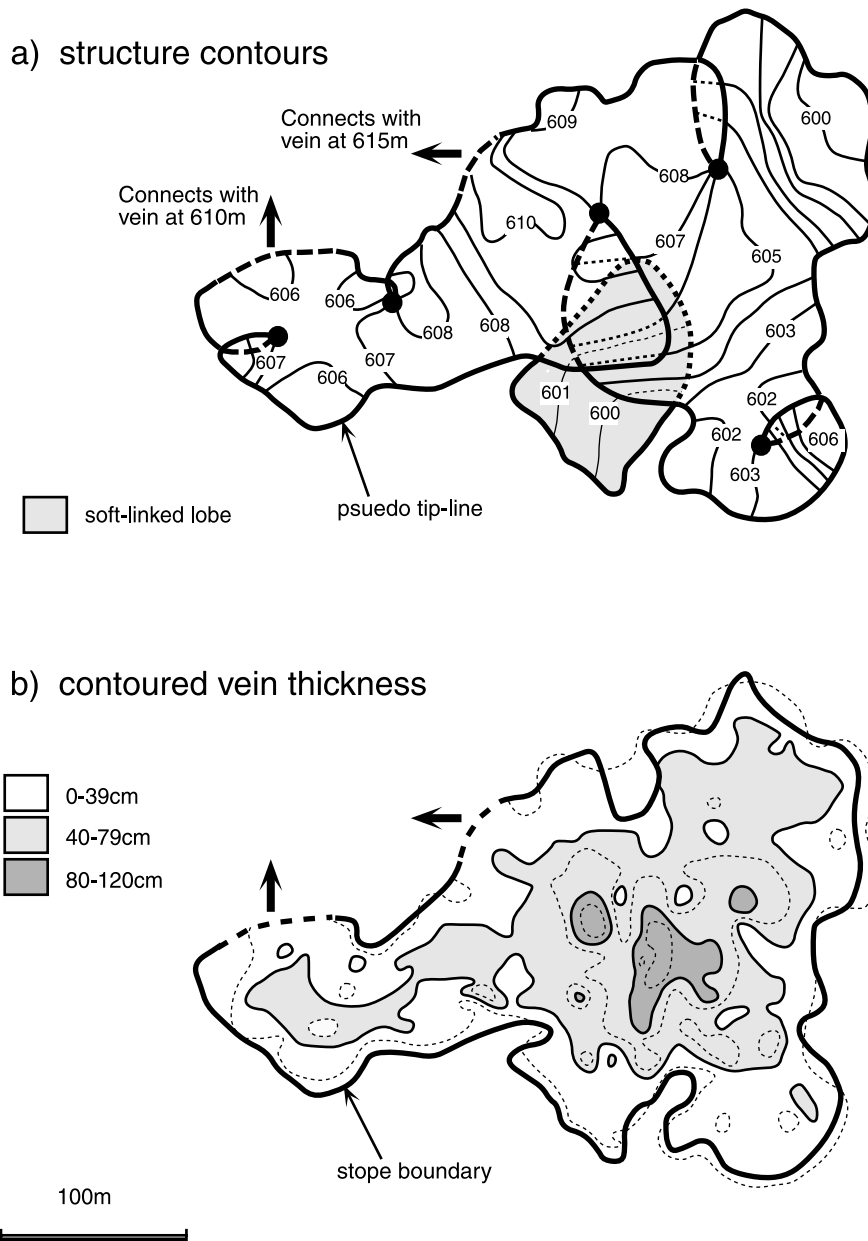 a) structure contours
Connects with
vein at 615m
Connects with
vein at 610m
609
600
608
610
607
605
606
606
608
608
603
607
607
606
601
600
602
602
606
603
soft-linked lobe
psuedo tip-line
b) contoured vein thickness
0-39cm
40-79cm
80-120cm
stope boundary
100m